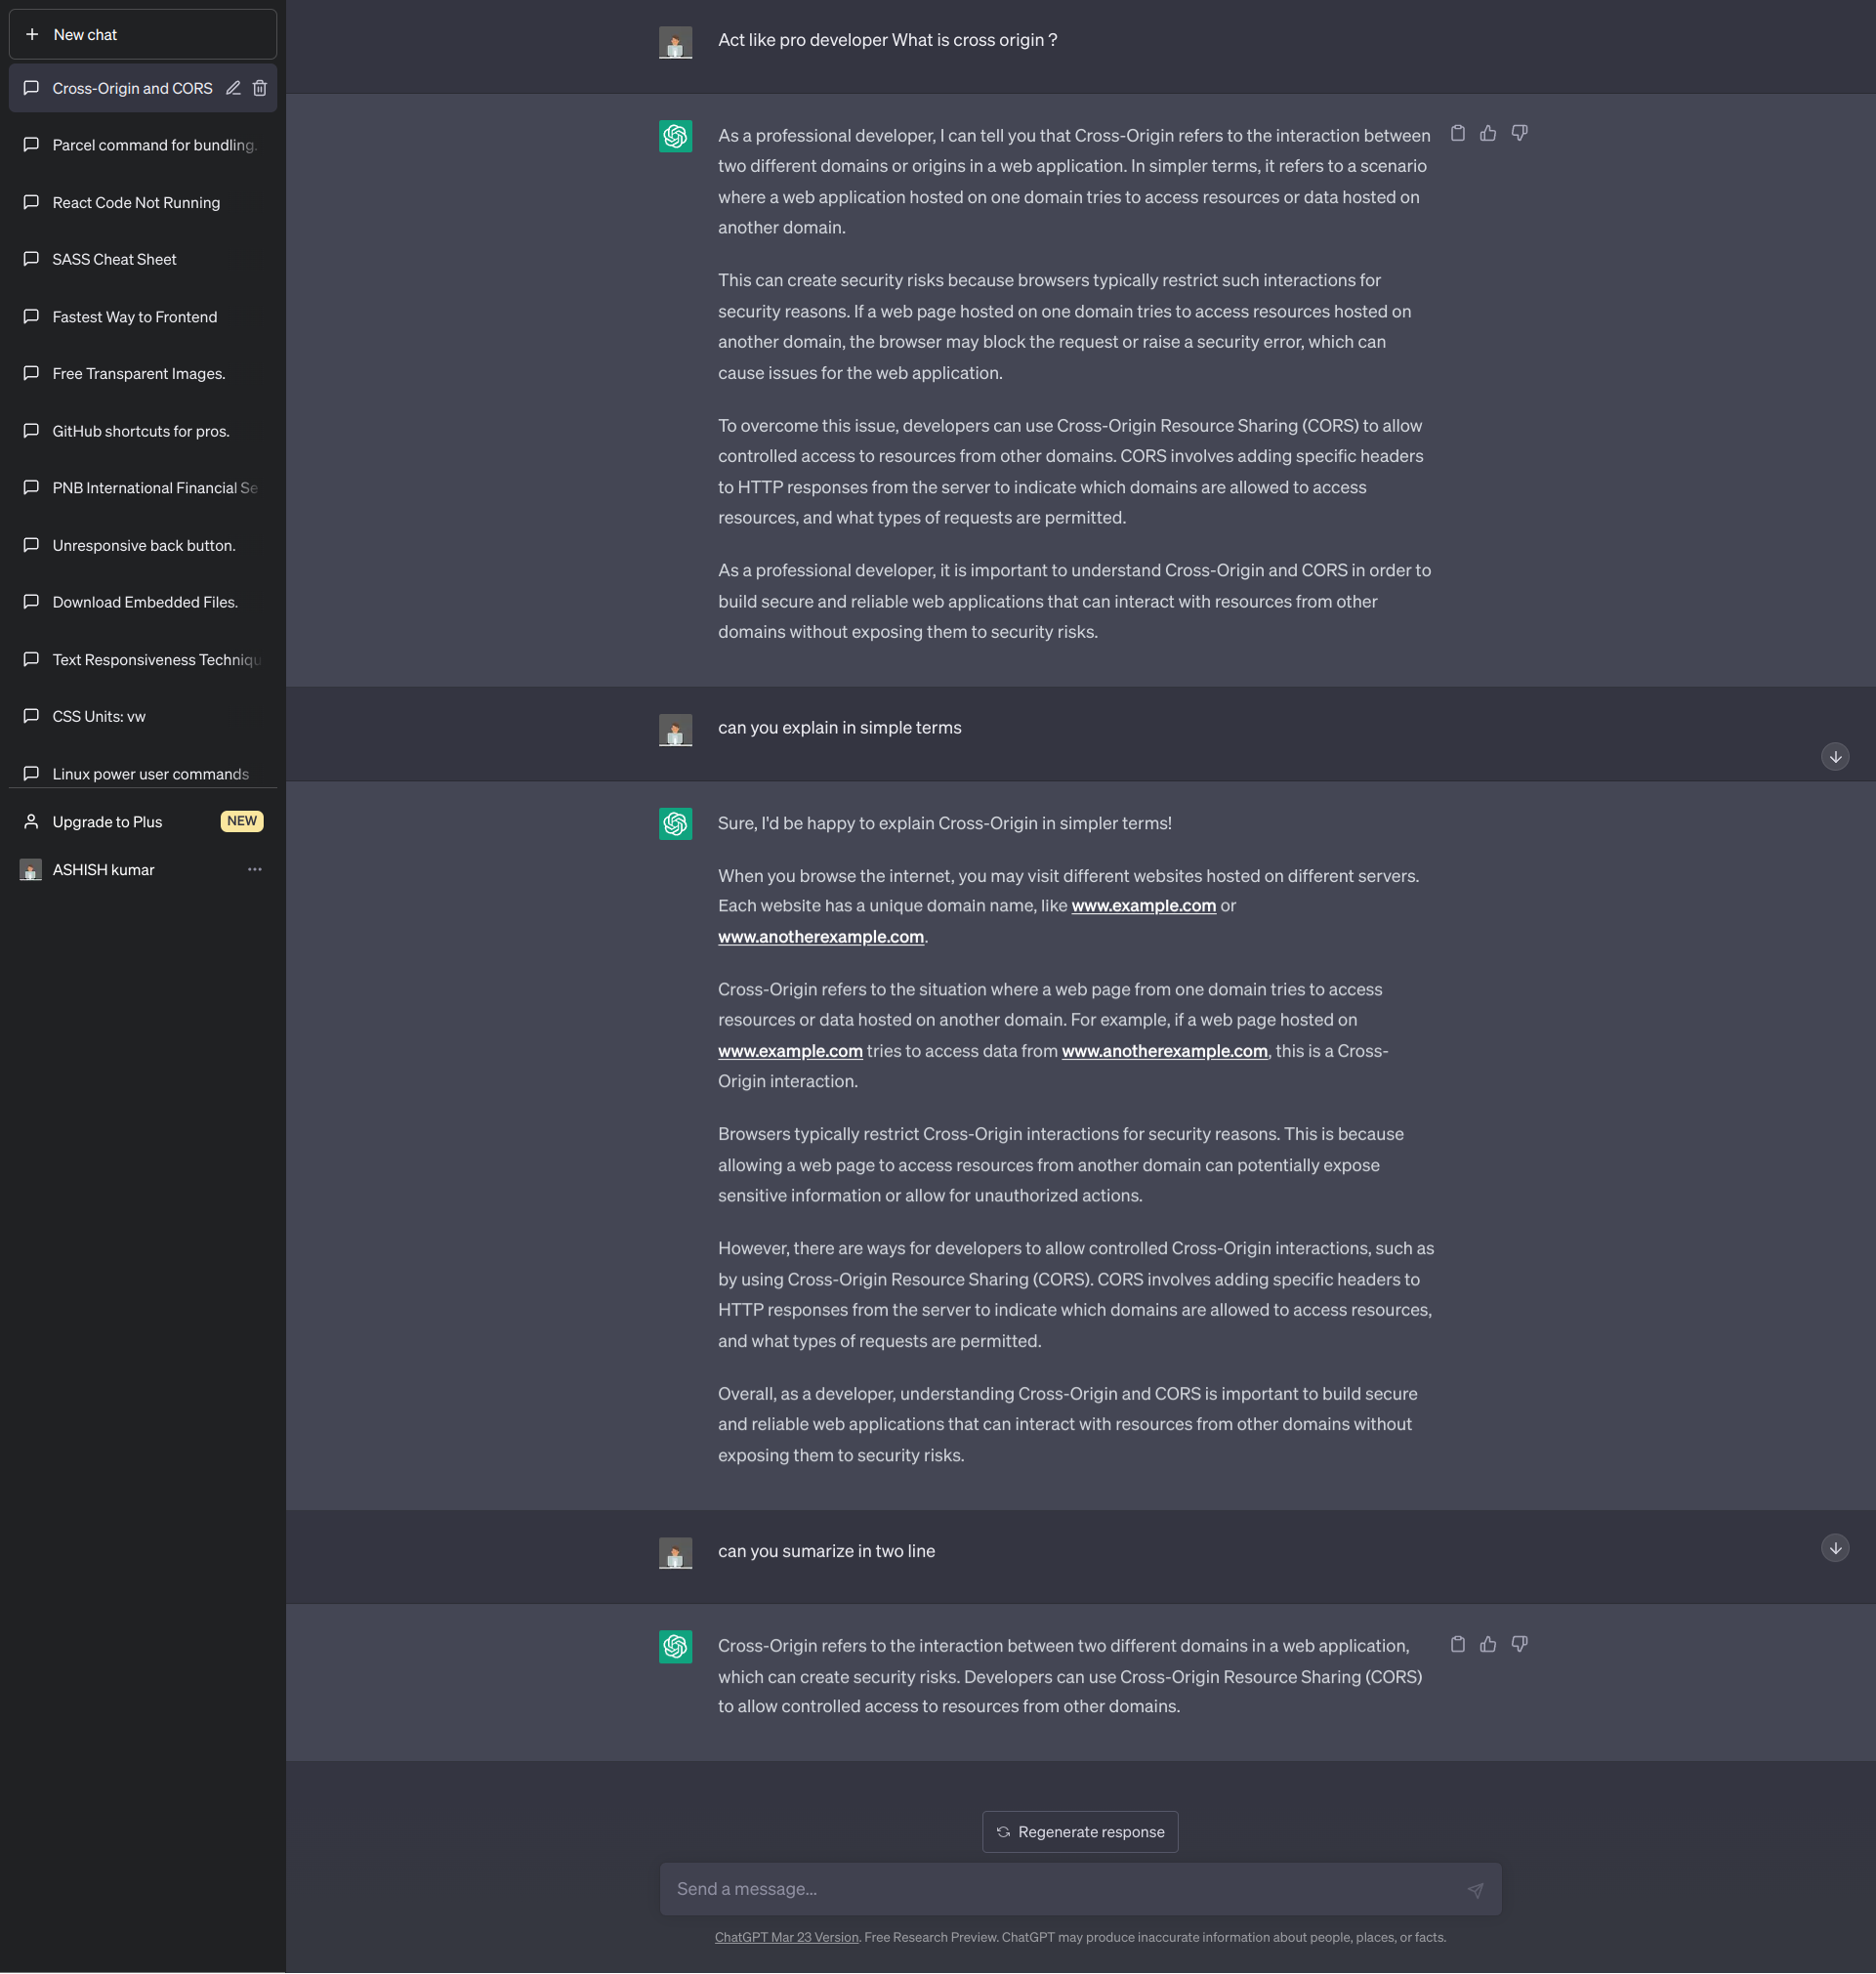 New chat
Cross-Origin and CORS
Parcel command for bundling.
React Code Not Running
SASS Cheat Sheet
Fastest Way to Frontend
Free Transparent Images.
GitHub shortcuts for pros.
PNB International Financial Se
Unresponsive back button.
Download Embedded Files.
Text Responsiveness Techniqu
CSS Units: vw
Linux power user commands
Upgrade to Plus NEW
ASHISH kumar
Act like pro developer What is cross origin ?
As a professional developer, I can tell you that Cross-Origin refers to the interaction between
two different domains or origins in a web application. In simpler terms, it refers to a scenario
where a web application hosted on one domain tries to access resources or data hosted on
another domain.
This can create security risks because browsers typically restrict such interactions for
security reasons. If a web page hosted on one domain tries to access resources hosted on
another domain, the browser may block the request or raise a security error, which can
cause issues for the web application.
To overcome this issue, developers can use Cross-Origin Resource Sharing (CORS) to allow
controlled access to resources from other domains. CORS involves adding specific headers
to HTTP responses from the server to indicate which domains are allowed to access
resources, and what types of requests are permitted.
As a professional developer, it is important to understand Cross-Origin and CORS in order to
build secure and reliable web applications that can interact with resources from other
domains without exposing them to security risks.
can you explain in simple terms
Sure, I'd be happy to explain Cross-Origin in simpler terms!
When you browse the internet, you may visit different websites hosted on different servers.
Each website has a unique domain name, like www.example.com or
www.anotherexample.com.
Cross-Origin refers to the situation where a web page from one domain tries to access
resources or data hosted on another domain. For example, if a web page hosted on
www.example.com tries to access data from www.anotherexample.com, this is a Cross-
Origin interaction.
Browsers typically restrict Cross-Origin interactions for security reasons. This is because
allowing a web page to access resources from another domain can potentially expose
sensitive information or allow for unauthorized actions.
However, there are ways for developers to allow controlled Cross-Origin interactions, such as
by using Cross-Origin Resource Sharing (CORS). CORS involves adding specific headers to
HTTP responses from the server to indicate which domains are allowed to access resources,
and what types of requests are permitted.
Overall, as a developer, understanding Cross-Origin and CORS is important to build secure
and reliable web applications that can interact with resources from other domains without
exposing them to security risks.
can you sumarize in two line
Cross-Origin refers to the interaction between two different domains in a web application,
which can create security risks. Developers can use Cross-Origin Resource Sharing (CORS)
to allow controlled access to resources from other domains.
Regenerate response
Send a message...
ChatGPT Mar 23 Version. Free Research Preview. ChatGPT may produce inaccurate information about people, places, or facts.